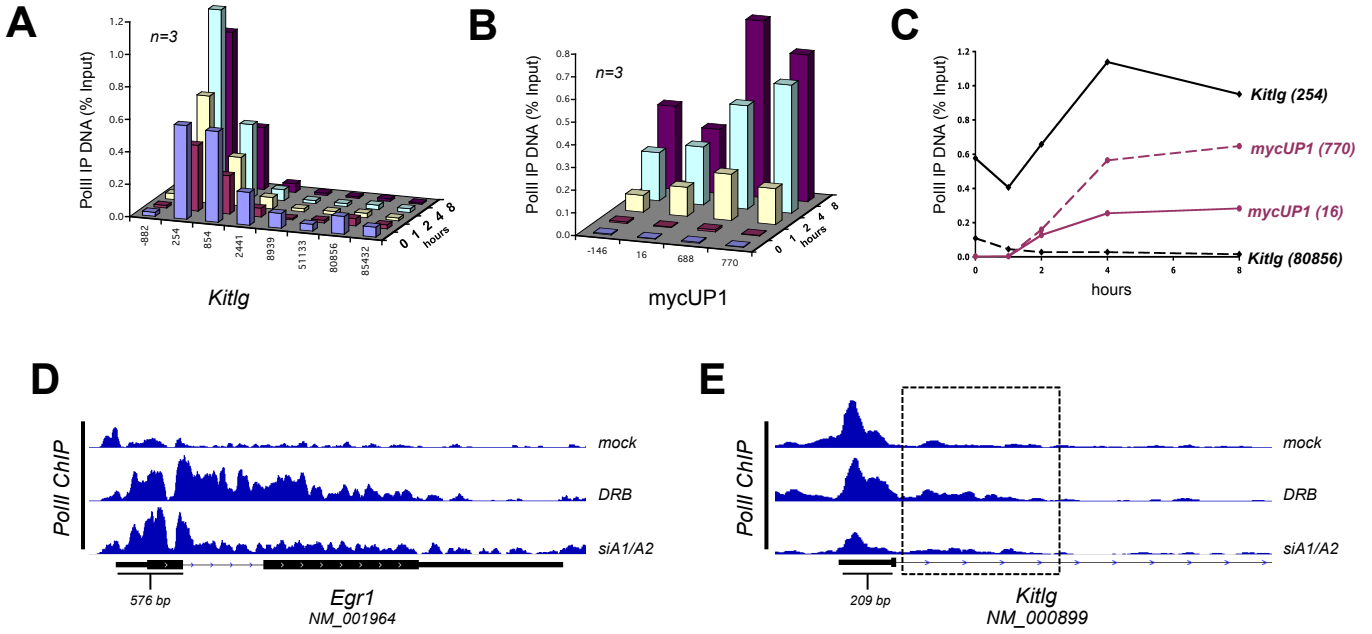 A
PolII IP DNA (% Input)
1.2
1.0
0.8
0.6
0.4
0.2
0.0
n=3
-882
254
854
2441
8939
51133
80856
85432
0 1 2 4 8
hours
Kitlg
B
PolII IP DNA (% Input)
0.8
0.7
0.6
0.5
0.4
0.3
0.2
0.1
0.0
n=3
-146
16
688
770
0 1 2 4 8
hours
mycUP1
C
PolII IP DNA (% Input)
1.2
1.0
0.8
0.6
0.4
0.2
0.0
0 2 4 6 8
hours
Kitlg (254)
mycUP1 (770)
mycUP1 (16)
Kitlg (80856)
D
PolII ChIP
mock
DRB
siA1/A2
576 bp
Egr1
NM_001964
E
PolII ChIP
mock
DRB
siA1/A2
209 bp
Kitlg
NM_000899